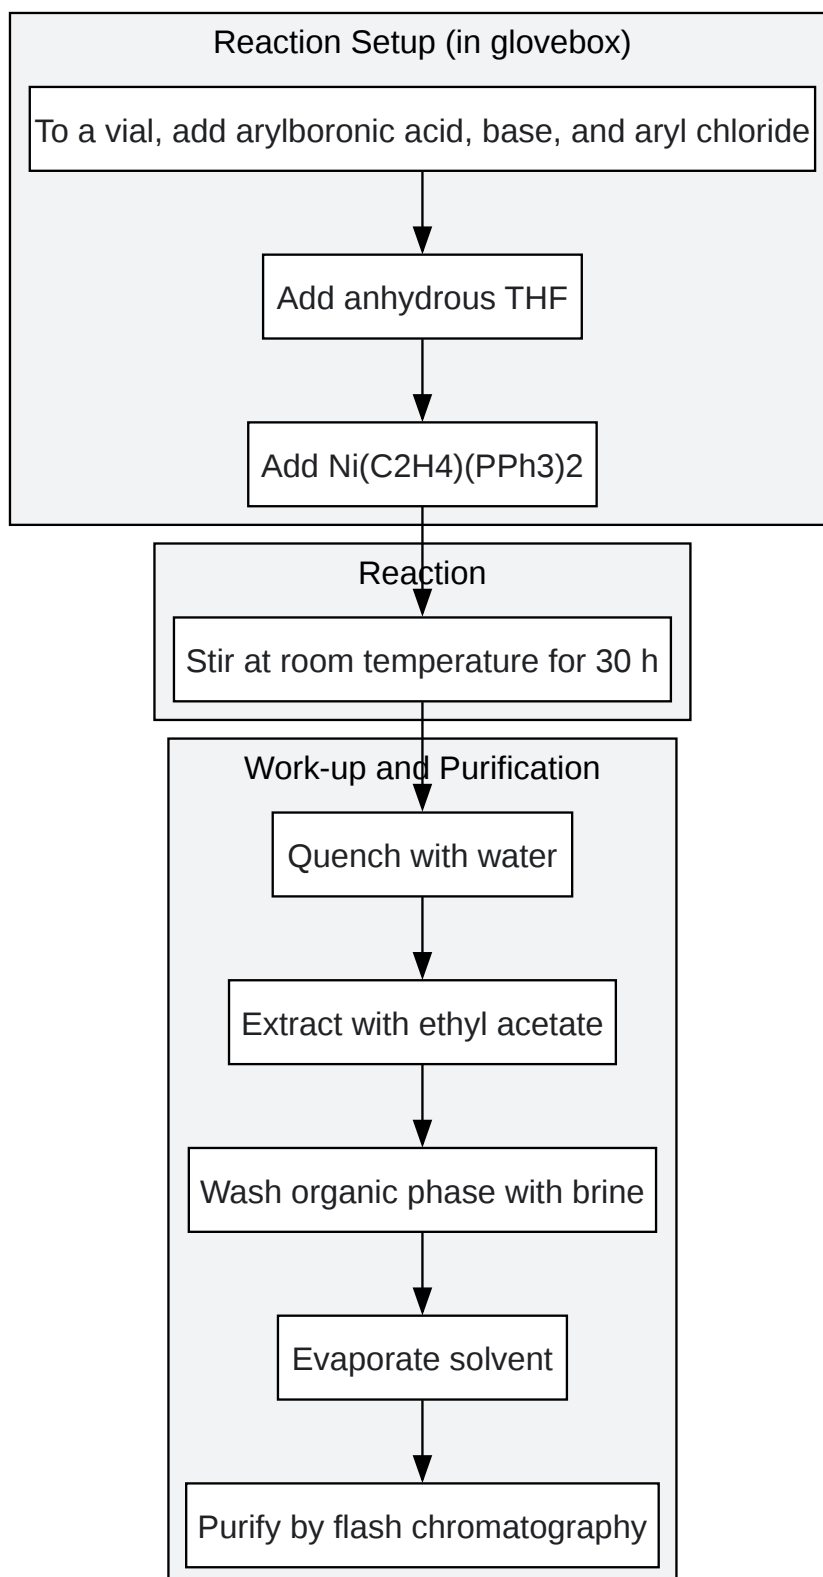 Reaction Setup (in glovebox)
To a vial, add arylboronic acid, base, and aryl chloride
Add anhydrous THF
Add Ni(C2H4)(PPh3)2
Reaction
Stir at room temperature for 30 h
Work-up and Purification
Quench with water
Extract with ethyl acetate
Wash organic phase with brine
Evaporate solvent
Purify by flash chromatography